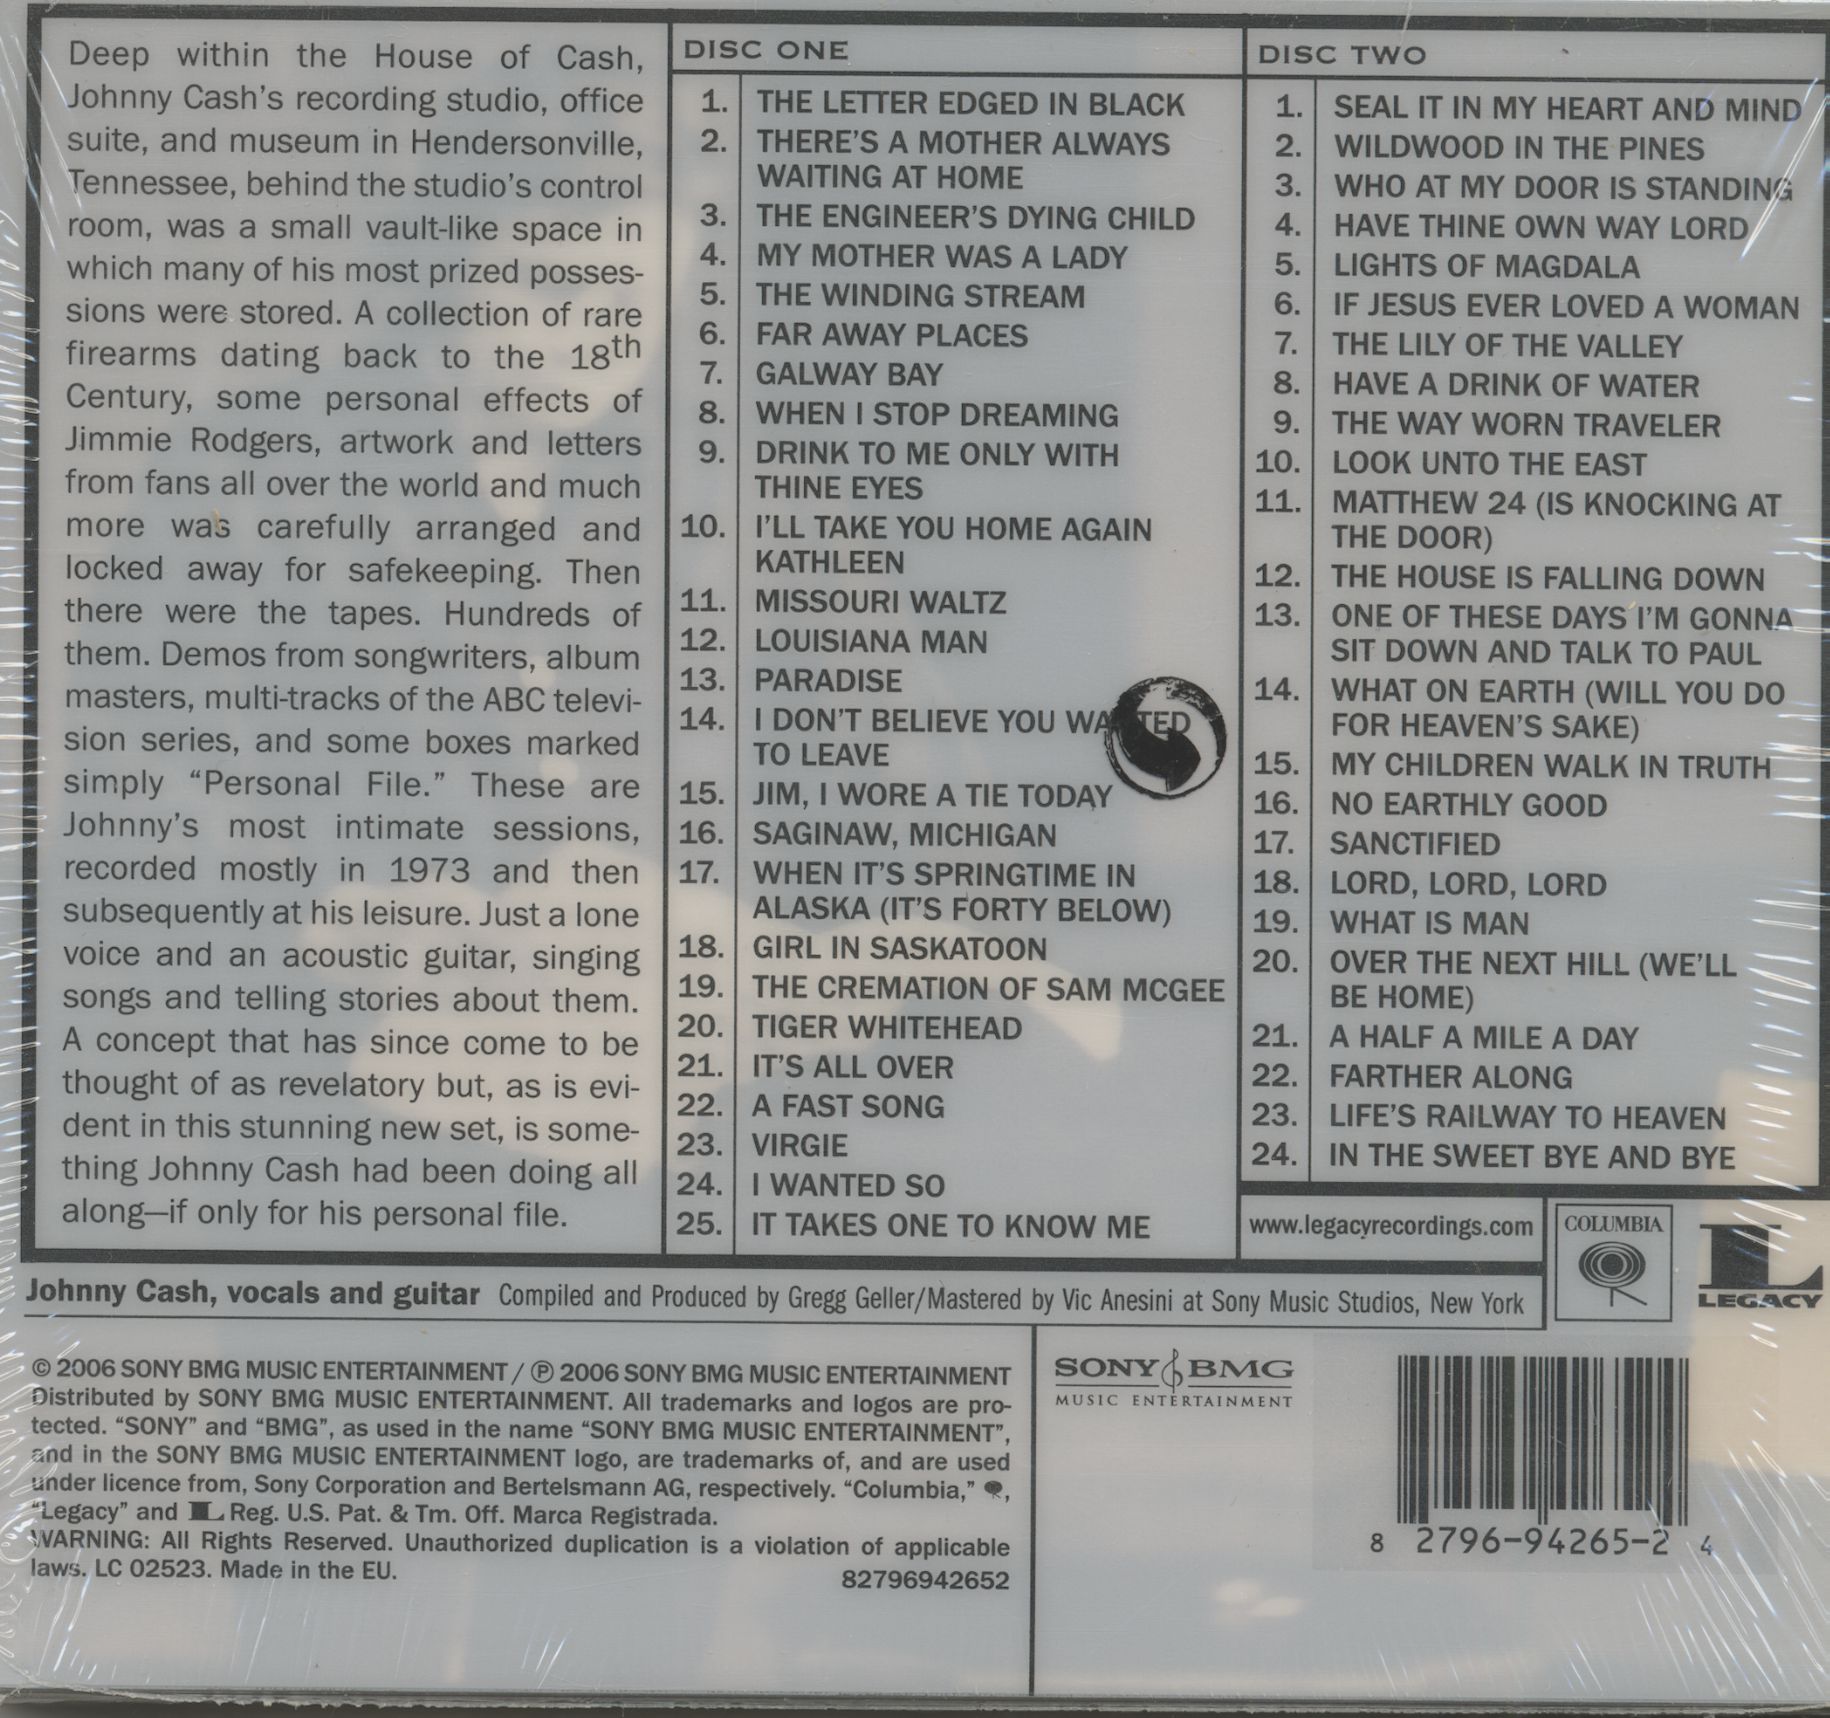 Deep within the House of Cash,
Johnny Cash's recording studio, office
suite, and museum in Hendersonville,
Tennessee, behind the studio's control
room, was a small vault-like space in
which many of his most prized posses-
sions were stored. A collection of rare
firearms dating back to the 18th
Century, some personal effects of
Jimmie Rodgers, artwork and letters
from fans all over the world and much
more was carefully arranged and
locked away for safekeeping. Then
there were the tapes. Hundreds of
them. Demos from songwriters, album
masters, multi-tracks of the ABC televi-
sion series, and some boxes marked
simply “Personal File.” These are
Johnny's most intimate sessions,
recorded mostly in 1973 and then
subsequently at his leisure. Just a lone
voice and an acoustic guitar, singing
songs and telling stories about them.
A concept that has since come to be
thought of as revelatory but, as is evi-
dent in this stunning new set, is some-
thing Johnny Cash had been doing all
along—if only for his personal file.
DISC ONE
1. THE LETTER EDGED IN BLACK
2. THERE'S A MOTHER ALWAYS
WAITING AT HOME
3. THE ENGINEER'S DYING CHILD
4. MY MOTHER WAS A LADY
5. THE WINDING STREAM
6. FAR AWAY PLACES
7. GALWAY BAY
8. WHEN I STOP DREAMING
9. DRINK TO ME ONLY WITH
THINE EYES
10. I'LL TAKE YOU HOME AGAIN
KATHLEEN
11. MISSOURI WALTZ
12. LOUISIANA MAN
13. PARADISE
14. I DON'T BELIEVE YOU WANTED
TO LEAVE
15. JIM, I WORE A TIE TODAY
16. SAGINAW, MICHIGAN
17. WHEN IT'S SPRINGTIME IN
ALASKA (IT'S FORTY BELOW)
18. GIRL IN SASKATOON
19. THE CREMATION OF SAM MCGEE
20. TIGER WHITEHEAD
21. IT'S ALL OVER
22. A FAST SONG
23. VIRGIE
24. I WANTED SO
25. IT TAKES ONE TO KNOW ME
DISC TWO
1. SEAL IT IN MY HEART AND MIND
2. WILDWOOD IN THE PINES
3. WHO AT MY DOOR IS STANDING
4. HAVE THINE OWN WAY LORD
5. LIGHTS OF MAGDALA
6. IF JESUS EVER LOVED A WOMAN
7. THE LILY OF THE VALLEY
8. HAVE A DRINK OF WATER
9. THE WAY WORN TRAVELER
10. LOOK UNTO THE EAST
11. MATTHEW 24 (IS KNOCKING AT
THE DOOR)
12. THE HOUSE IS FALLING DOWN
13. ONE OF THESE DAYS I'M GONNA
SIT DOWN AND TALK TO PAUL
14. WHAT ON EARTH (WILL YOU DO
FOR HEAVEN'S SAKE)
15. MY CHILDREN WALK IN TRUTH
16. NO EARTHLY GOOD
17. SANCTIFIED
18. LORD, LORD, LORD
19. WHAT IS MAN
20. OVER THE NEXT HILL (WE'LL
BE HOME)
21. A HALF A MILE A DAY
22. FARTHER ALONG
23. LIFE'S RAILWAY TO HEAVEN
24. IN THE SWEET BYE AND BYE
www.legacyrecordings.com
COLUMBIA
L
LEGACY
Johnny Cash, vocals and guitar Compiled and Produced by Gregg Geller/Mastered by Vic Anesini at Sony Music Studios, New York
© 2006 SONY BMG MUSIC ENTERTAINMENT / ℗ 2006 SONY BMG MUSIC ENTERTAINMENT
Distributed by SONY BMG MUSIC ENTERTAINMENT. All trademarks and logos are pro-
tected. “SONY” and “BMG”, as used in the name “SONY BMG MUSIC ENTERTAINMENT”,
and in the SONY BMG MUSIC ENTERTAINMENT logo, are trademarks of, and are used
under licence from, Sony Corporation and Bertelsmann AG, respectively. “Columbia,” ,
“Legacy” and L Reg. U.S. Pat. & Tm. Off. Marca Registrada.
WARNING: All Rights Reserved. Unauthorized duplication is a violation of applicable
laws. LC 02523. Made in the EU.
82796942652
SONY BMG
MUSIC ENTERTAINMENT
8 2796-94265-2 4